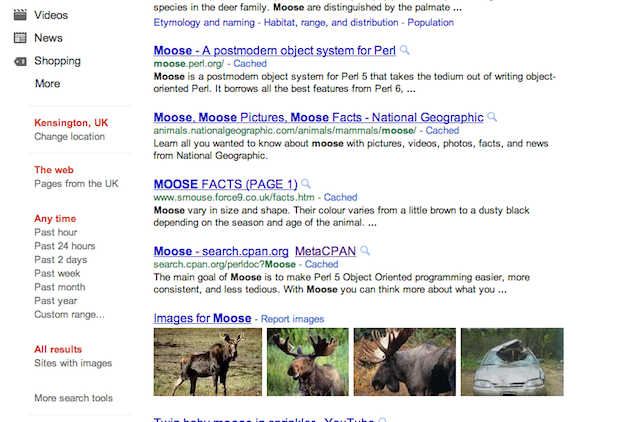 species in the deer family. Moose are distinguished by the palmate ...
Etymology and naming - Habitat, range, and distribution - Population
Videos
News
Shopping
More
Kensington, UK
Change location
The web
Pages from the UK
Any time
Past hour
Past 24 hours
Past 2 days
Past week
Past month
Past year
Custom range...
All results
Sites with images
More search tools
Moose - A postmodern object system for Perl
moose.perl.org/ - Cached
Moose is a postmodern object system for Perl 5 that takes the tedium out of writing object-
oriented Perl. It borrows all the best features from Perl 6, ...
Moose, Moose Pictures, Moose Facts - National Geographic
animals.nationalgeographic.com/animals/mammals/moose/ - Cached
Learn all you wanted to know about moose with pictures, videos, photos, facts, and news
from National Geographic.
MOOSE FACTS (PAGE 1)
www.smouse.force9.co.uk/facts.htm - Cached
Moose vary in size and shape. Their colour varies from a little brown to a dusty black
depending on the season and age of the animal. ...
Moose - search.cpan.org MetaCPAN
search.cpan.org/perldoc?Moose - Cached
The main goal of Moose is to make Perl 5 Object Oriented programming easier, more
consistent, and less tedious. With Moose you can think more about what you ...
Images for Moose - Report images
Twin baby moose in sprinkler - YouTube